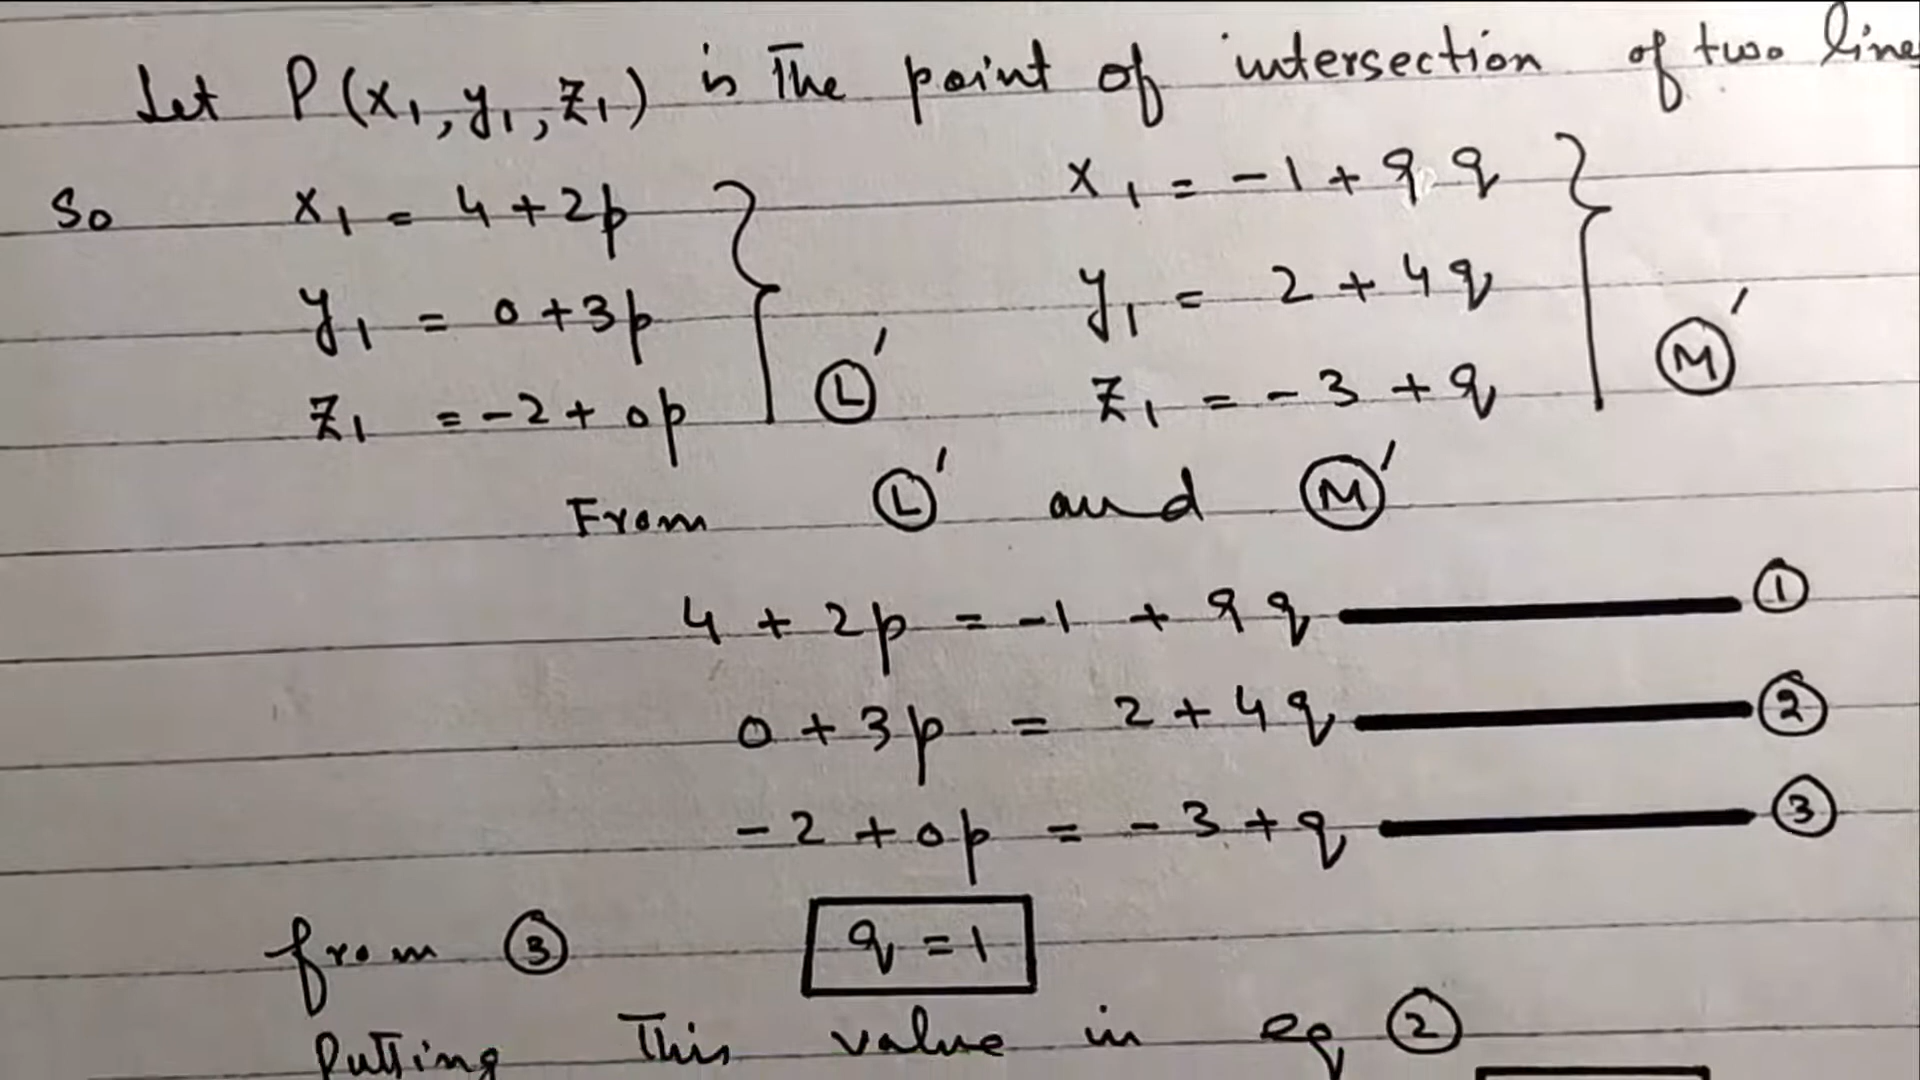 Let P(x₁, y₁, z₁) is The point of intersection of two line
So x₁ = 4 + 2p x₁ = -1 + 9q
y₁ = 0 + 3p y₁ = 2 + 4q
z₁ = -2 + 0p L' z₁ = -3 + q M'
From L' and M'
4 + 2p = -1 + 9q ①
0 + 3p = 2 + 4q ②
-2 + 0p = -3 + q ③
from ③ q = 1
Putting This value in eq ②